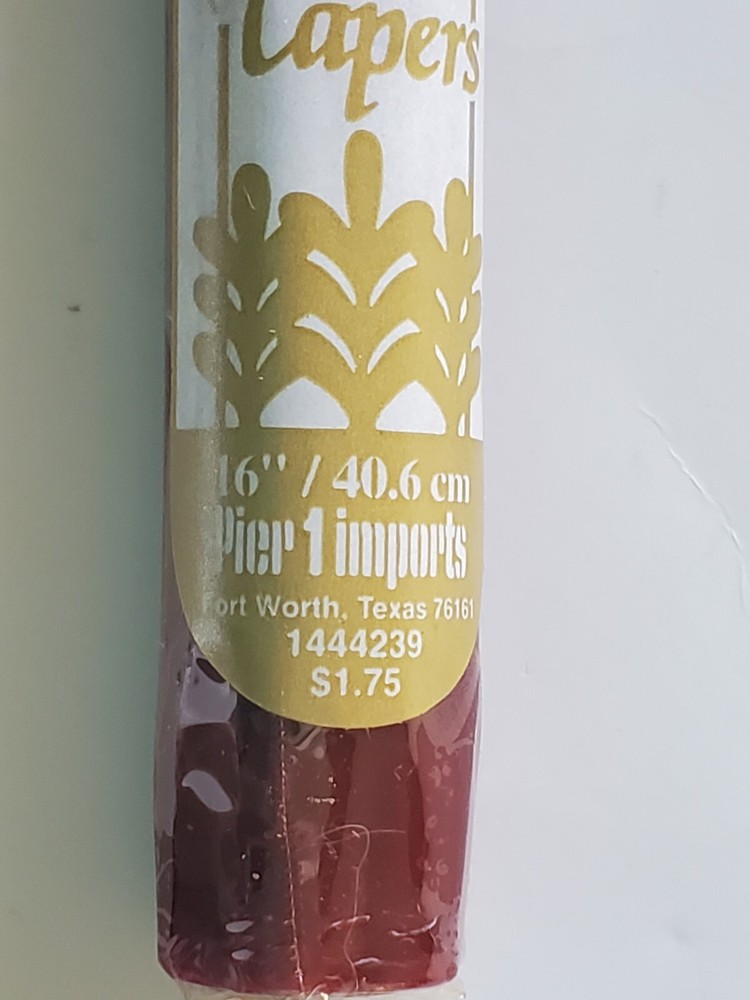 Tapers
16" / 40.6 cm
Pier 1 imports
Fort Worth, Texas 76161
1444239
$1.75